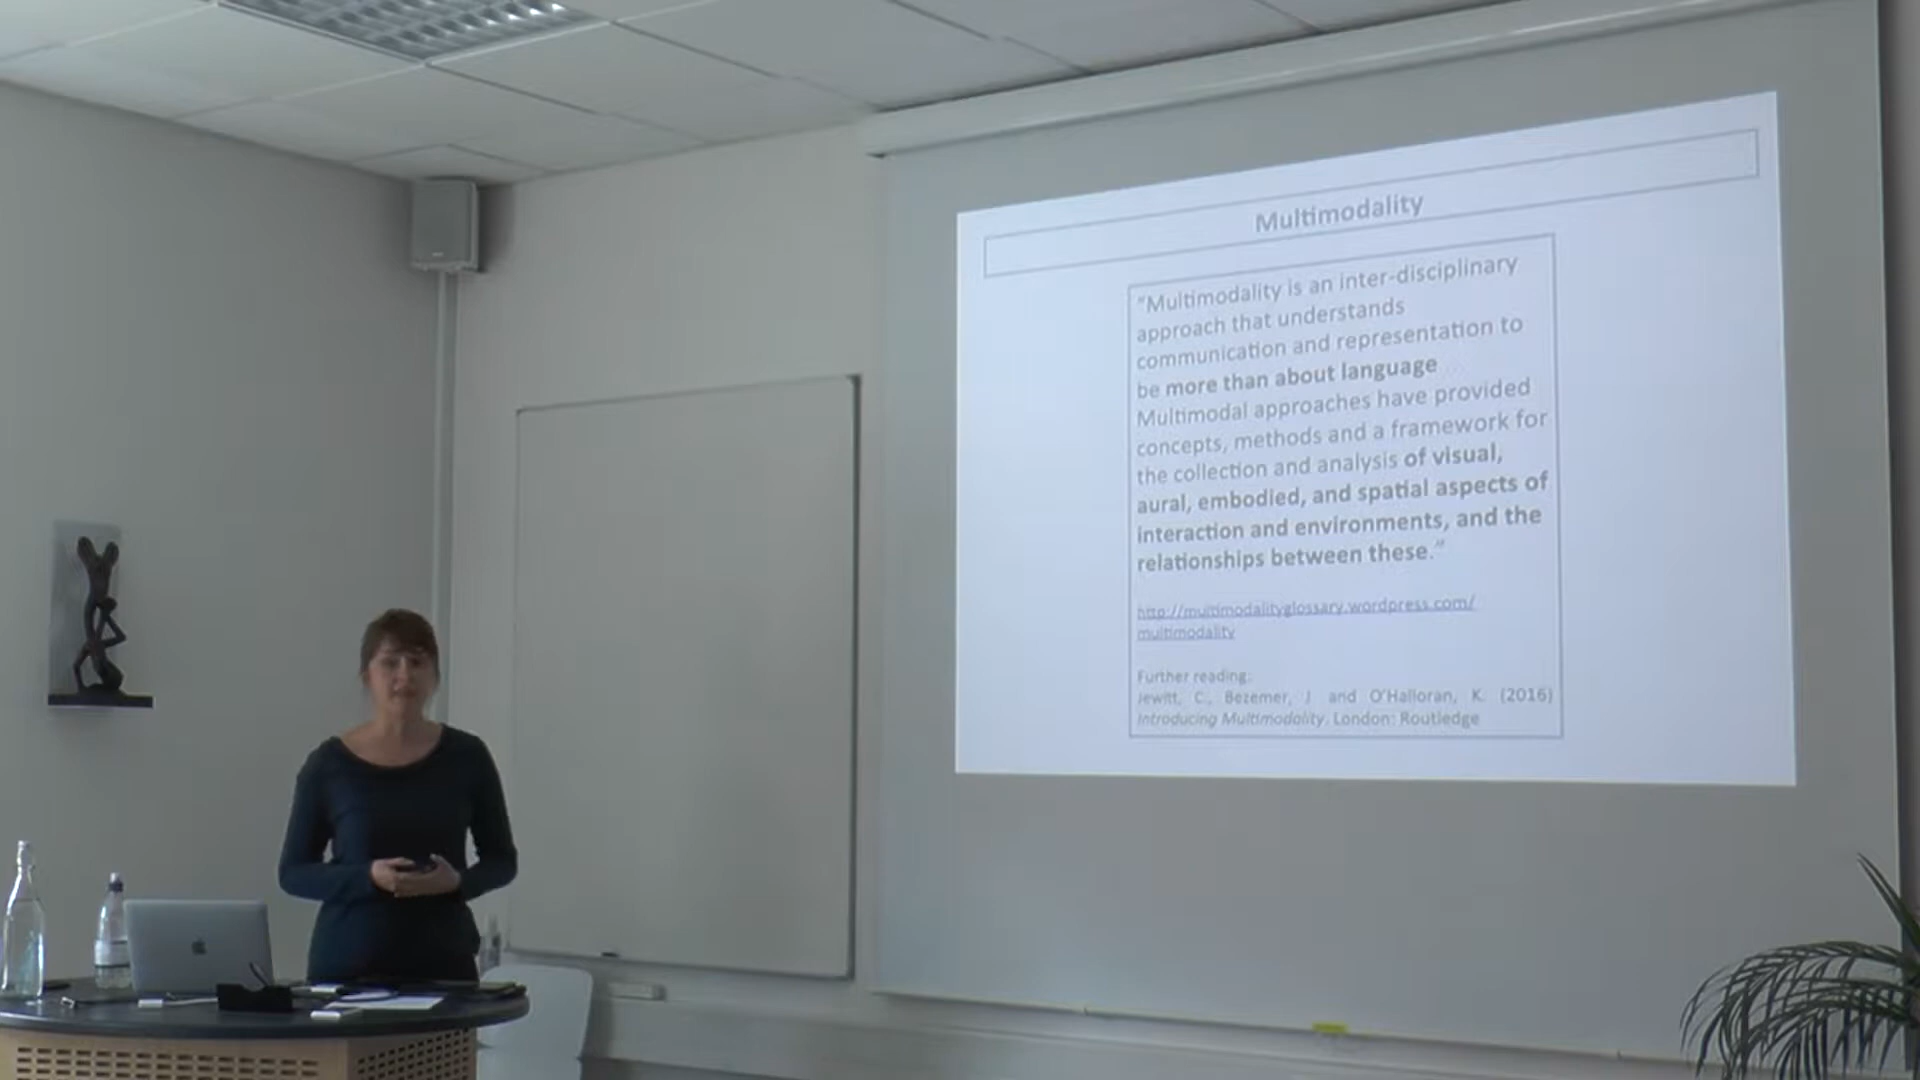 Multimodality
"Multimodality is an inter-disciplinary
approach that understands
communication and representation to
be more than about language
Multimodal approaches have provided
concepts, methods and a framework for
the collection and analysis of visual,
aural, embodied, and spatial aspects of
interaction and environments, and the
relationships between these."
http://multimodalityglossary.wordpress.com/
multimodality
Further reading:
Jewitt, C., Bezemer, J. and O'Halloran, K. (2016)
Introducing Multimodality. London: Routledge